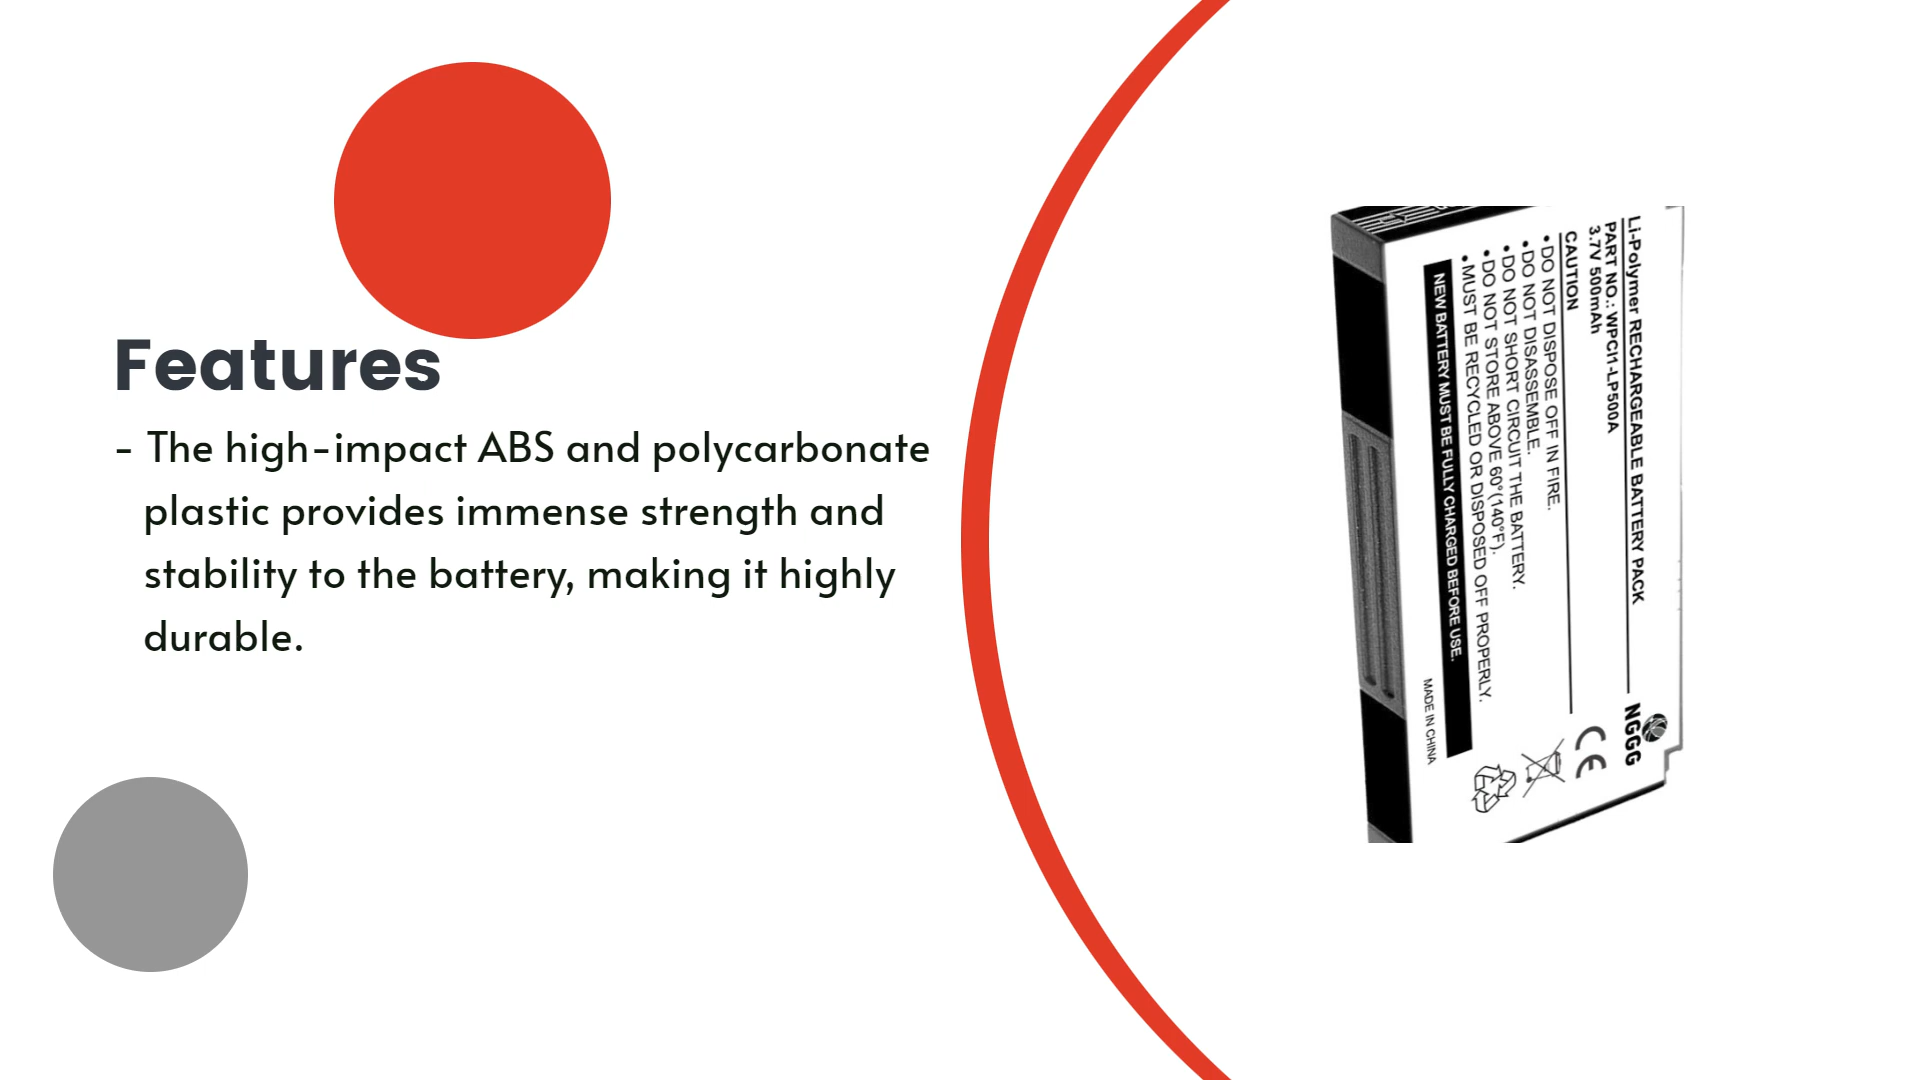 Features
- The high-impact ABS and polycarbonate
plastic provides immense strength and
stability to the battery, making it highly
durable.
Li-Polymer RECHARGEABLE BATTERY PACK
PART NO.: WPCI1-LP500A
3.7V 500mAh
CAUTION
•DO NOT DISPOSE OFF IN FIRE.
•DO NOT DISASSEMBLE.
•DO NOT SHORT CIRCUIT THE BATTERY.
•DO NOT STORE ABOVE 60°(140°F).
•MUST BE RECYCLED OR DISPOSED OFF PROPERLY.
NEW BATTERY MUST BE FULLY CHARGED BEFORE USE.
MADE IN CHINA
NGGG
CE